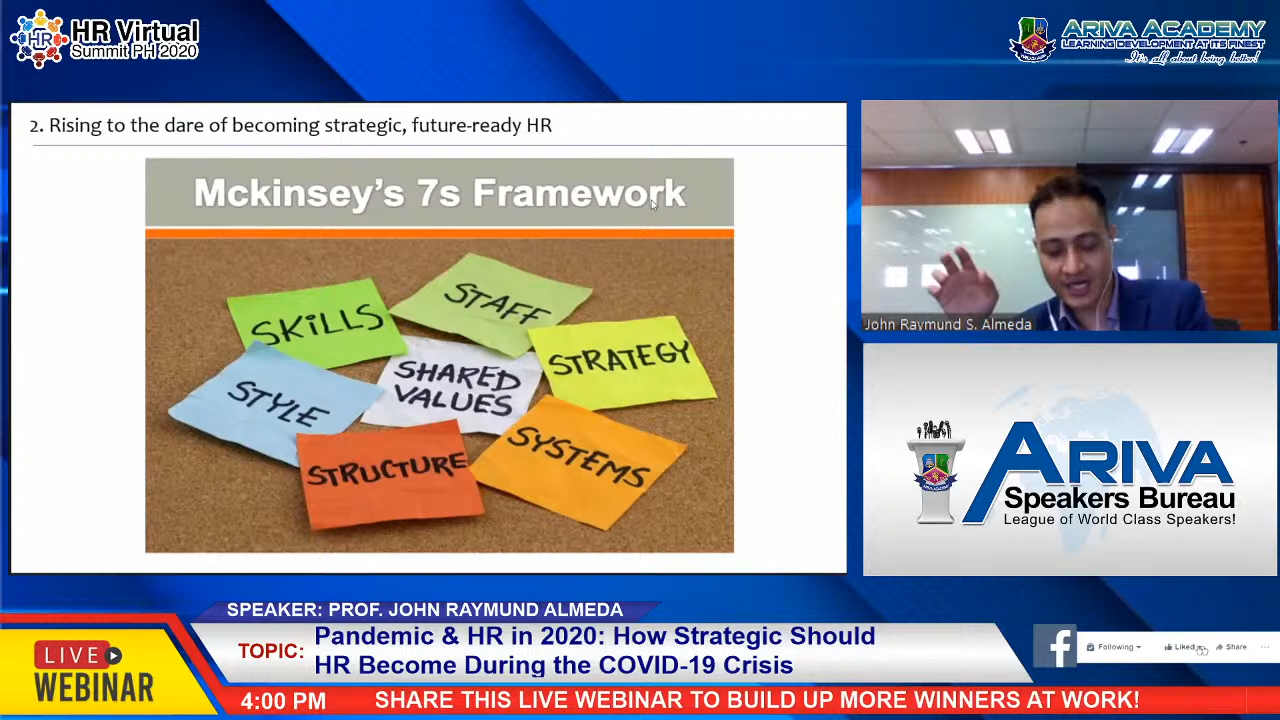 HR
HR Virtual
Summit PH 2020
ARIVA ACADEMY
LEARNING DEVELOPMENT AT ITS FINEST
It's all about being better!
2. Rising to the dare of becoming strategic, future-ready HR
Mckinsey's 7s Framework
SKILLS
STAFF
STRATEGY
SHARED
VALUES
STYLE
STRUCTURE
SYSTEMS
John Raymund S. Almeda
ARIVA
Speakers Bureau
League of World Class Speakers!
SPEAKER: PROF. JOHN RAYMUND ALMEDA
LIVE
WEBINAR
TOPIC:
Pandemic & HR in 2020: How Strategic Should
HR Become During the COVID-19 Crisis
Following
Liked
Share
4:00 PM
SHARE THIS LIVE WEBINAR TO BUILD UP MORE WINNERS AT WORK!